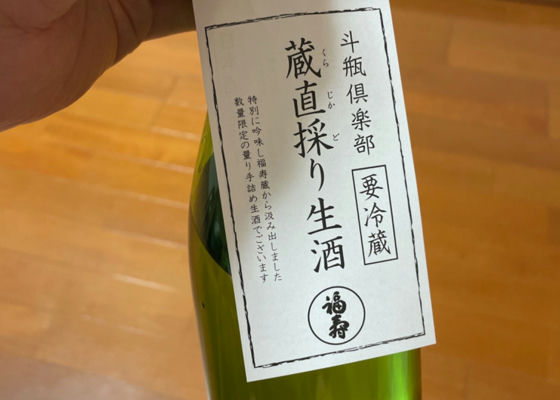 斗瓶倶楽部
要冷蔵
蔵直採り生酒
くら じか ど
特別に吟味し福寿蔵から汲み出しました
数量限定の量り手詰め生酒でございます
福寿